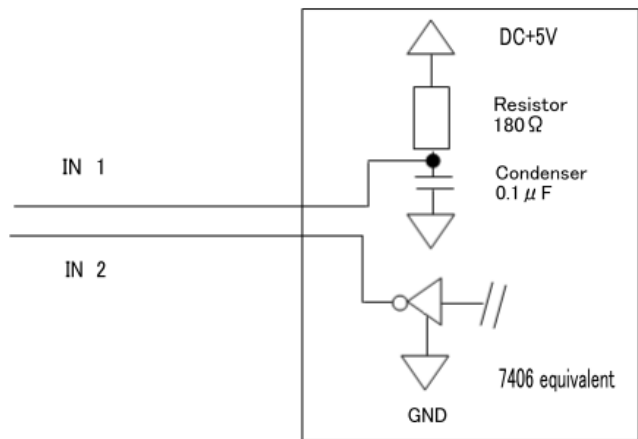 DC+5V
Resistor
180Ω
IN 1
Condenser
0.1μF
IN 2
7406 equivalent
GND